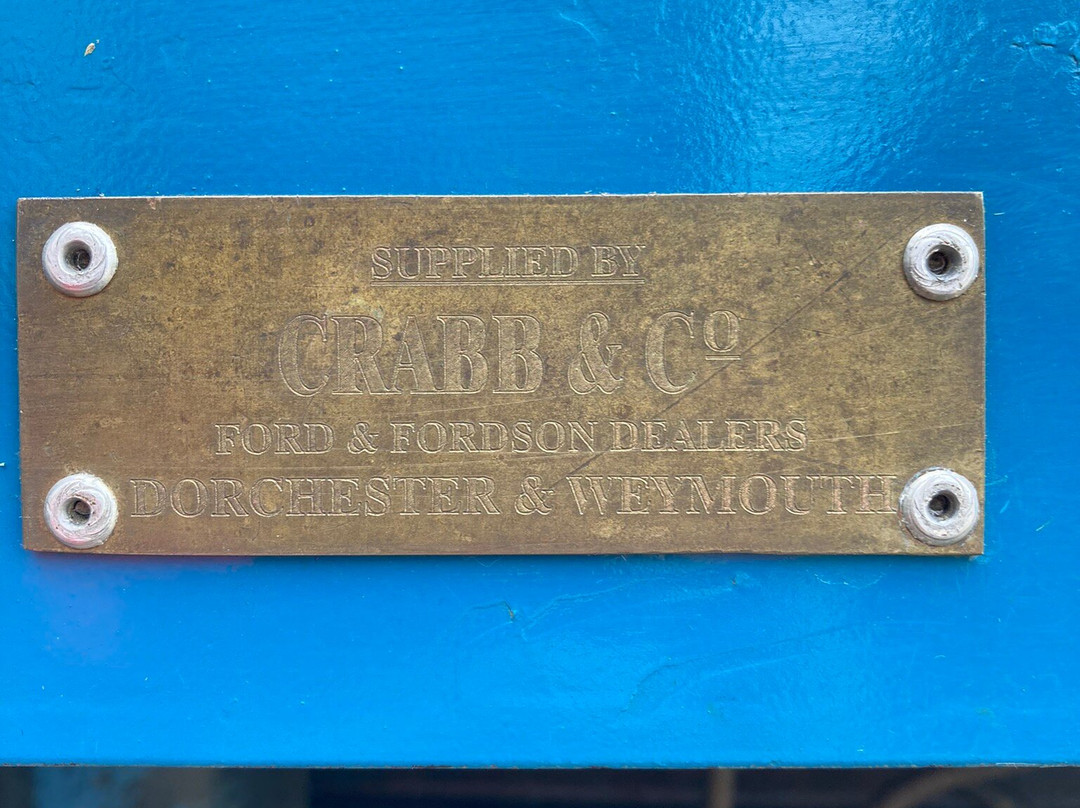 SUPPLIED BY
CRABB & Cº
FORD & FORDSON DEALERS
DORCHESTER & WEYMOUTH